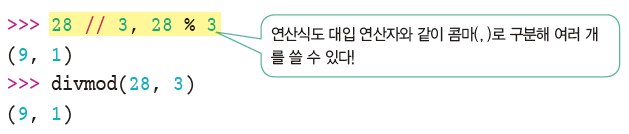 >>> 28 // 3, 28 % 3
연산식도 대입 연산자와 같이 콤마(,)로 구분해 여러 개
를 쓸 수 있다!
(9, 1)
>>> divmod(28, 3)
(9, 1)